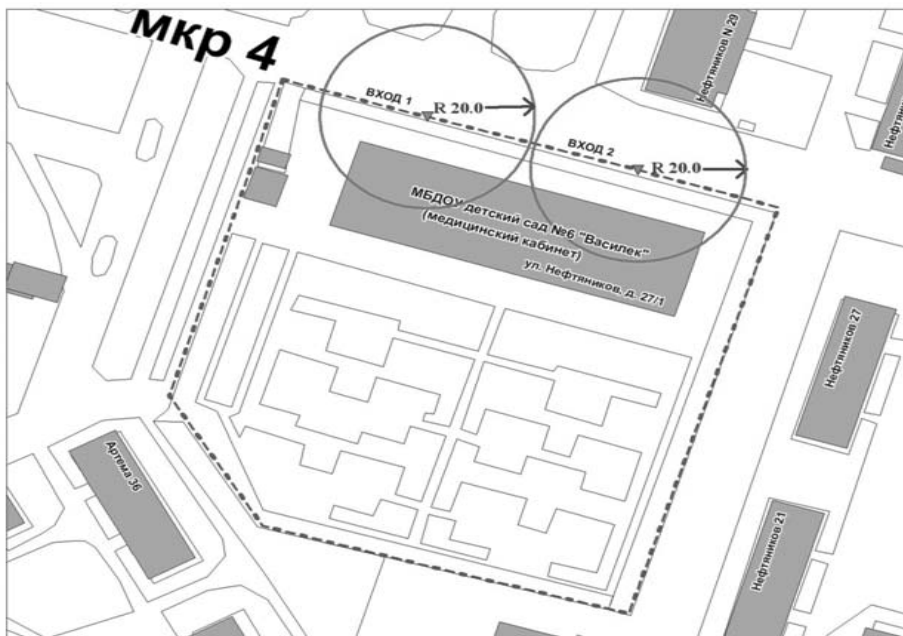 мкр 4
ВХОД 1
R 20.0
ВХОД 2
R 20.0
Нефтяников N 29
МБДОУ детский сад №6 "Василек"
(медицинский кабинет)
ул. Нефтяников, д. 27/1
Нефтяников 27
Артема 36
Нефтяников 21